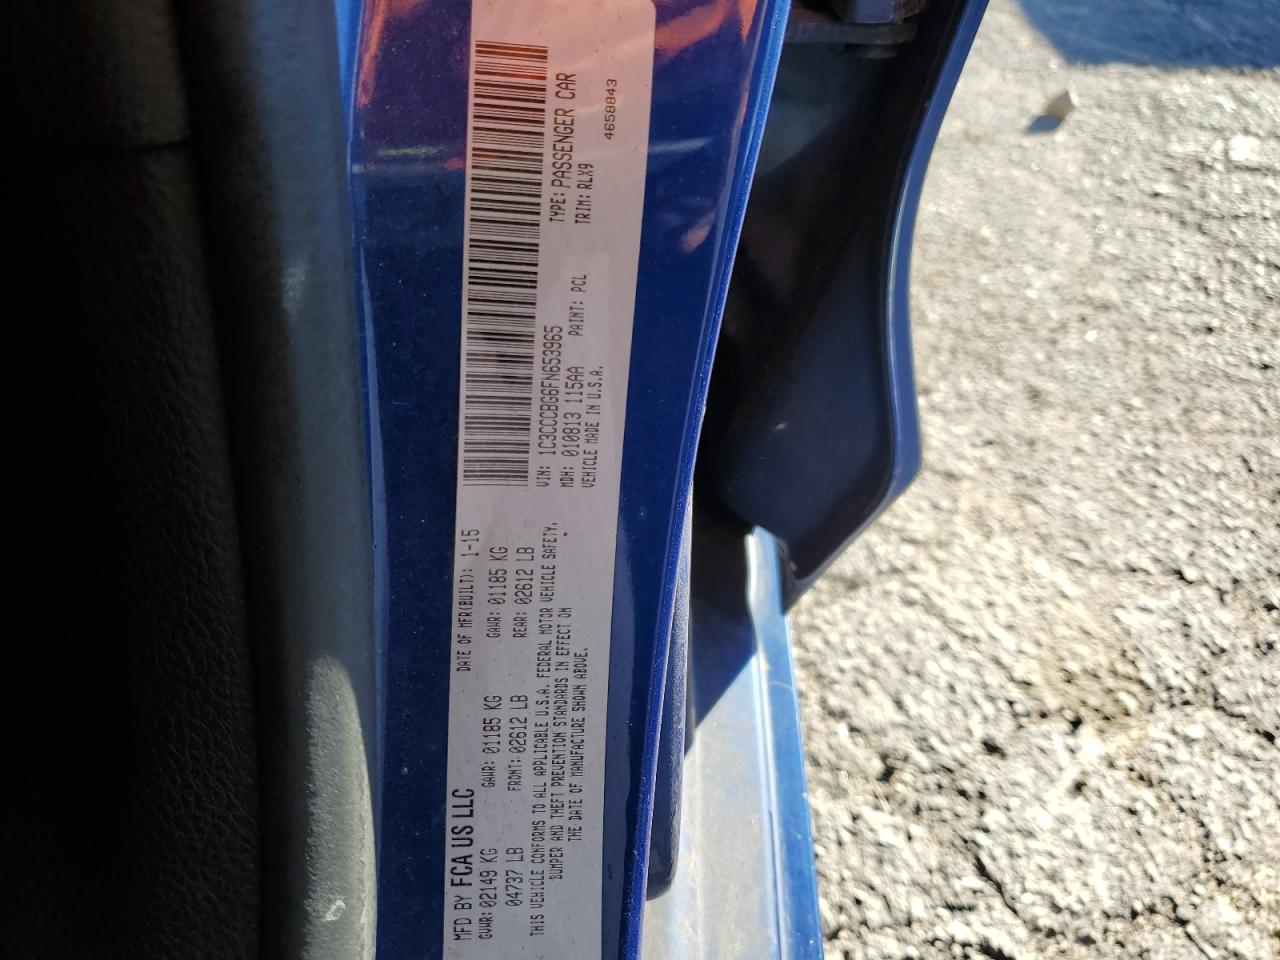 MFD BY FCA US LLC DATE OF MFR(BUILT): 1-15
GVWR: 02149 KG GAWR: 01185 KG GAWR: 01185 KG
04737 LB FRONT: 02612 LB REAR: 02612 LB
THIS VEHICLE CONFORMS TO ALL APPLICABLE U.S.A. FEDERAL MOTOR VEHICLE SAFETY,
BUMPER AND THEFT PREVENTION STANDARDS IN EFFECT ON
THE DATE OF MANUFACTURE SHOWN ABOVE.
VIN: 1C3CCCBG6FN653965 TYPE: PASSENGER CAR
MDH: 010813 115AA PAINT: PCL TRIM: RLX9
VEHICLE MADE IN U.S.A. 4658843